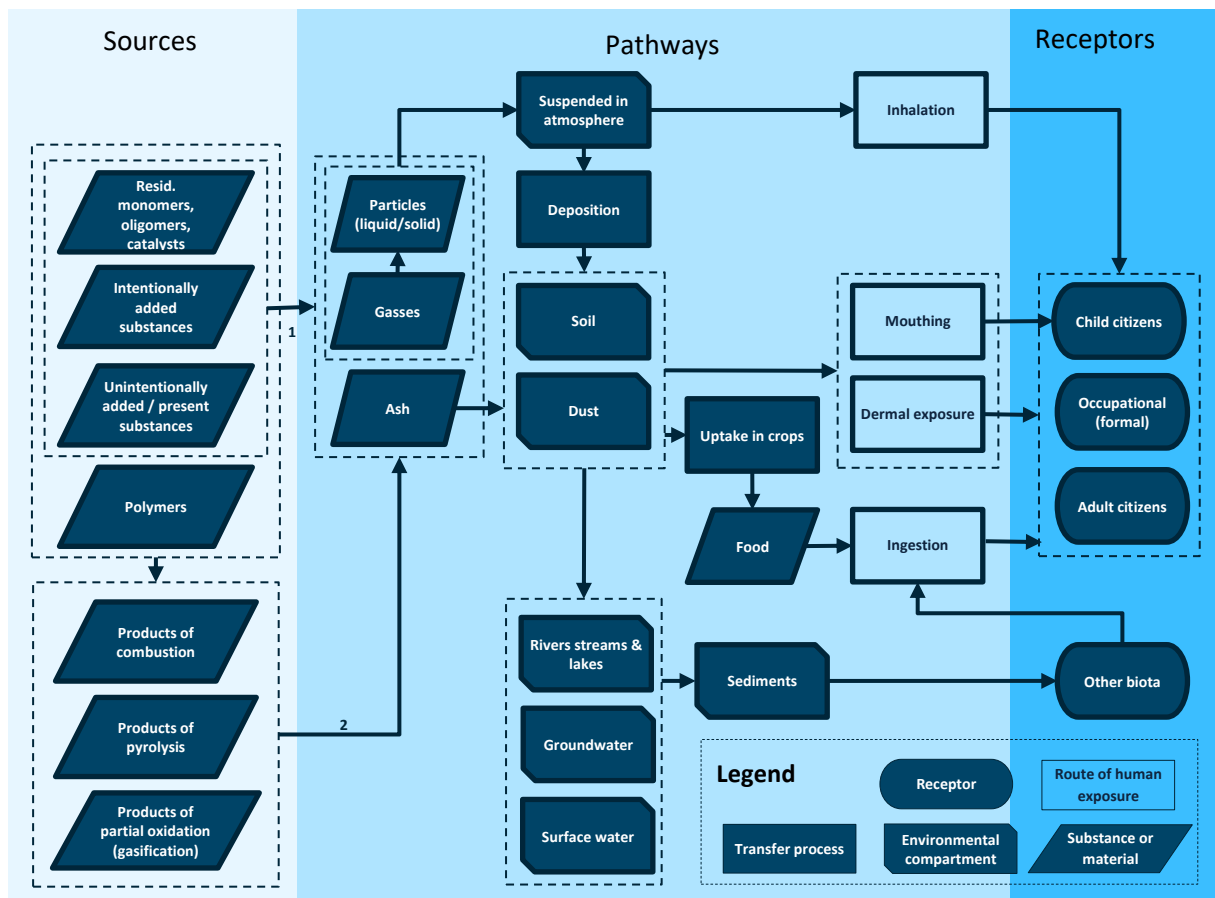 Sources
Pathways
Receptors
Suspended in
atmosphere
Inhalation
Resid.
monomers,
oligomers,
catalysts
Particles
(liquid/solid)
Deposition
Intentionally
added
substances
1
Gasses
Soil
Mouthing
Child citizens
Unintentionally
added / present
substances
Ash
Dust
Uptake in crops
Dermal exposure
Occupational
(formal)
Polymers
Food
Ingestion
Adult citizens
Products of
combustion
Rivers streams &
lakes
Sediments
Other biota
Products of
pyrolysis
2
Groundwater
Products of
partial oxidation
(gasification)
Surface water
Legend
Receptor
Route of human
exposure
Transfer process
Environmental
compartment
Substance or
material